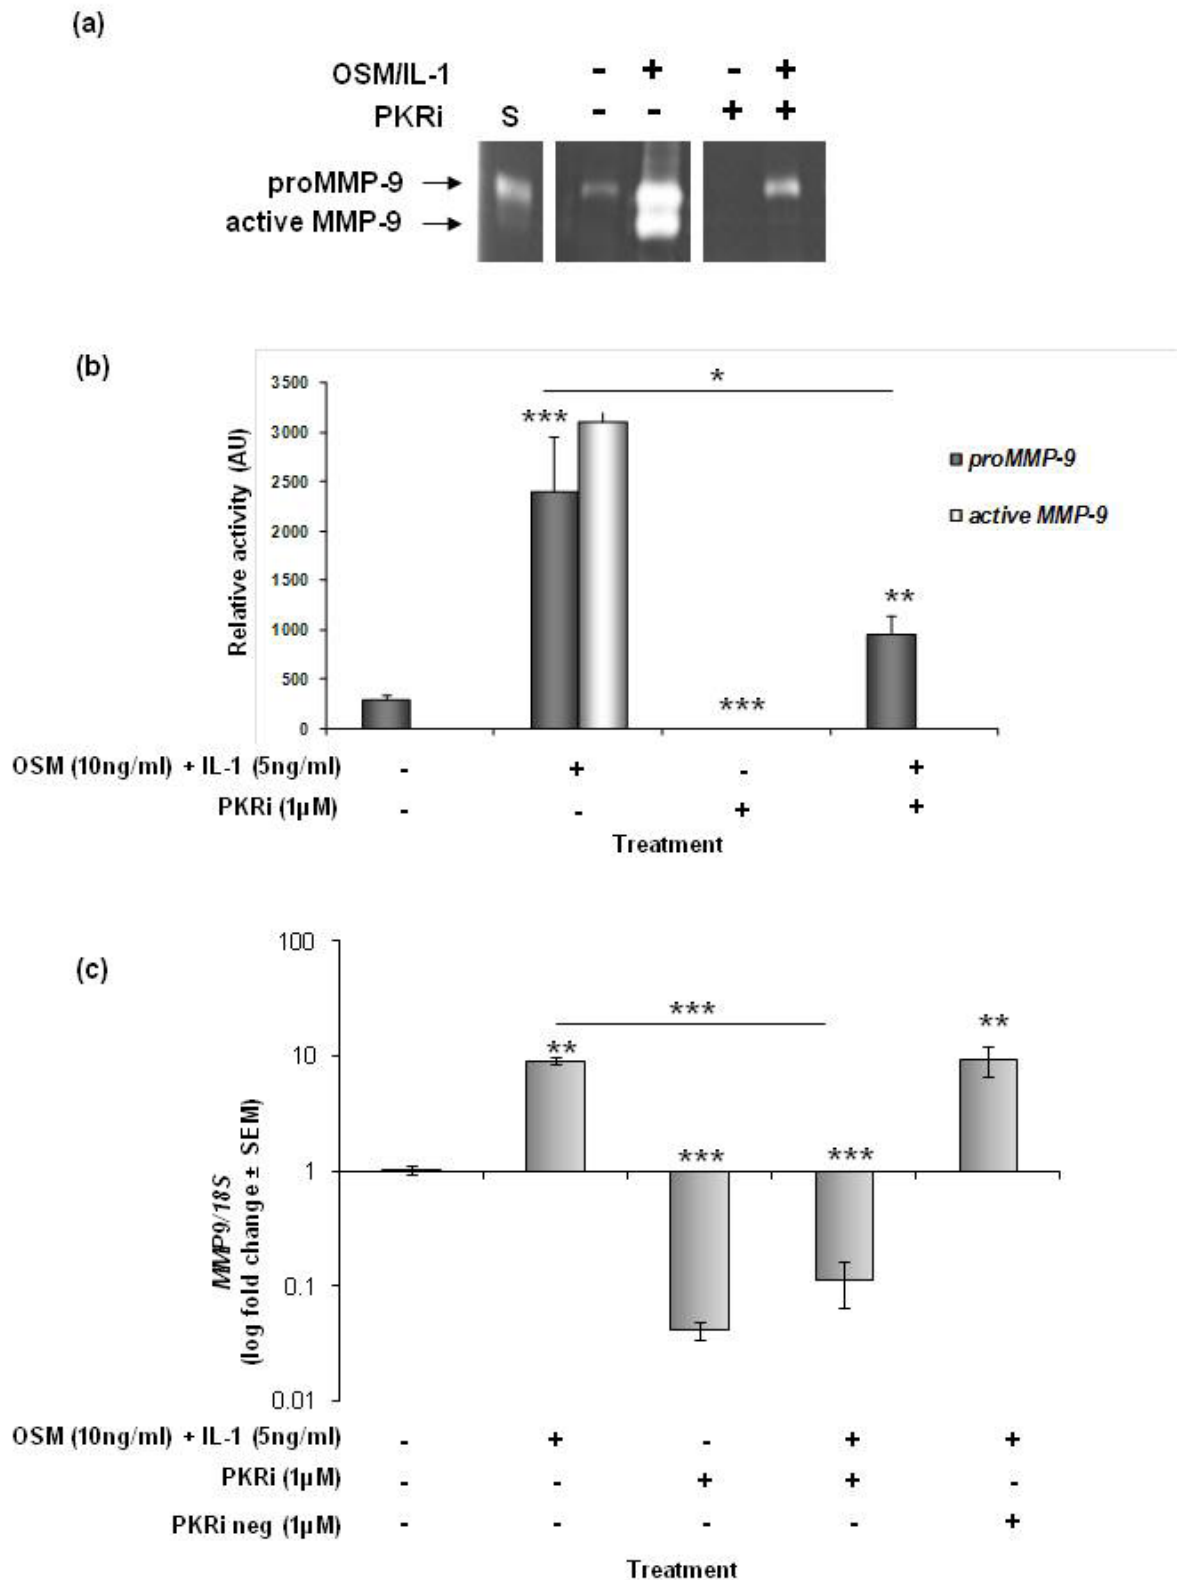 (a)
OSM/IL-1 - + - +
PKRi S - - + +
proMMP-9
active MMP-9
(b)
3500
3000
2500
2000
1500
1000
500
0
Relative activity (AU)
*
***
***
**
proMMP-9
active MMP-9
OSM (10ng/ml) + IL-1 (5ng/ml) - + - +
PKRi (1µM) - - + +
Treatment
(c)
100
10
1
0.1
0.01
MMP9/18S
(log fold change ± SEM)
***
**
**
***
***
OSM (10ng/ml) + IL-1 (5ng/ml) - + - + +
PKRi (1µM) - - + + -
PKRi neg (1µM) - - - - +
Treatment